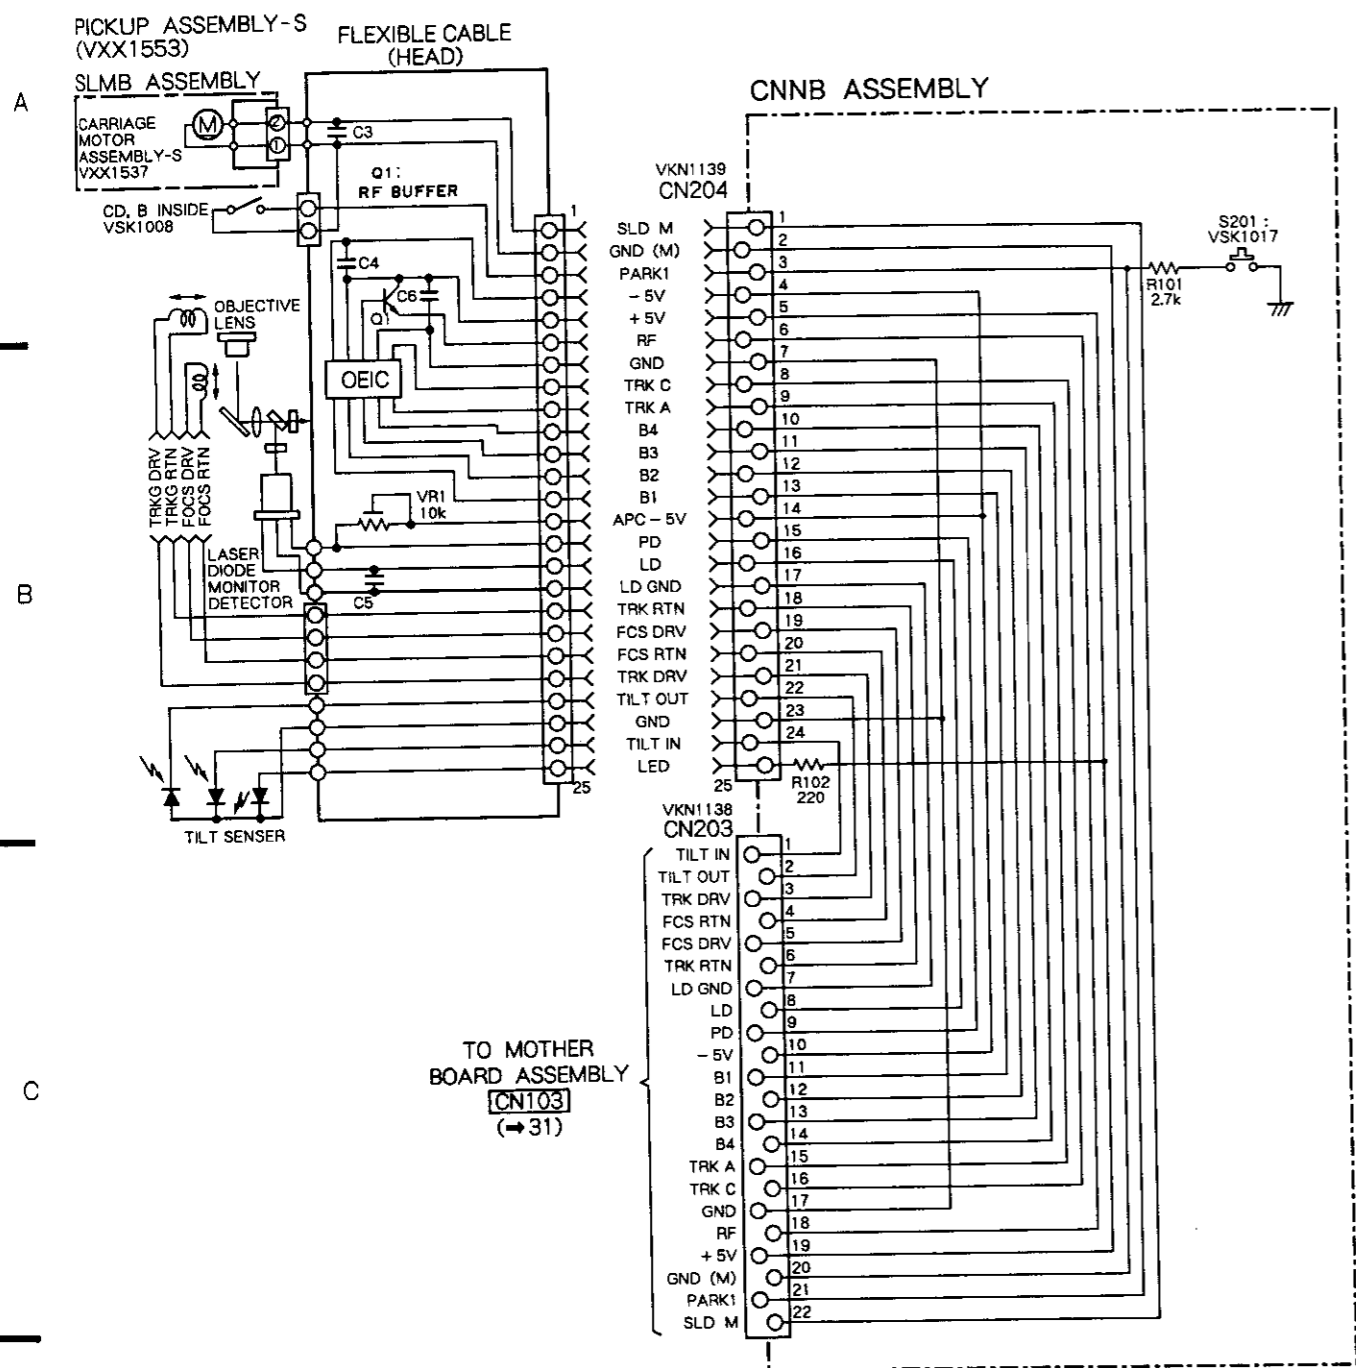 PICKUP ASSEMBLY-S
(VXX1553)
FLEXIBLE CABLE
(HEAD)
SLMB ASSEMBLY
CARRIAGE
MOTOR
ASSEMBLY-S
VXX1537
M
2
1
C3
Q1:
RF BUFFER
CD, B INSIDE
VSK1008
C4
C6
Q1
OEIC
OBJECTIVE
LENS
TRKG DRV
TRKG RTN
FOCS DRV
FOCS RTN
VR1
10k
LASER
DIODE
MONITOR
DETECTOR
C5
TILT SENSER
A
B
C
CNNB ASSEMBLY
VKN1139
CN204
1
SLD M
GND (M)
PARK1
- 5V
+ 5V
RF
GND
TRK C
TRK A
B4
B3
B2
B1
APC - 5V
PD
LD
LD GND
TRK RTN
FCS DRV
FCS RTN
TRK DRV
TILT OUT
GND
TILT IN
LED
25
1
2
3
4
5
6
7
8
9
10
11
12
13
14
15
16
17
18
19
20
21
22
23
24
25
S201 :
VSK1017
R101
2.7k
R102
220
VKN1138
CN203
TILT IN 1
TILT OUT 2
TRK DRV 3
FCS RTN 4
FCS DRV 5
TRK RTN 6
LD GND 7
LD 8
PD 9
- 5V 10
B1 11
B2 12
B3 13
B4 14
TRK A 15
TRK C 16
GND 17
RF 18
+ 5V 19
GND (M) 20
PARK1 21
SLD M 22
TO MOTHER
BOARD ASSEMBLY
CN103
(➡31)